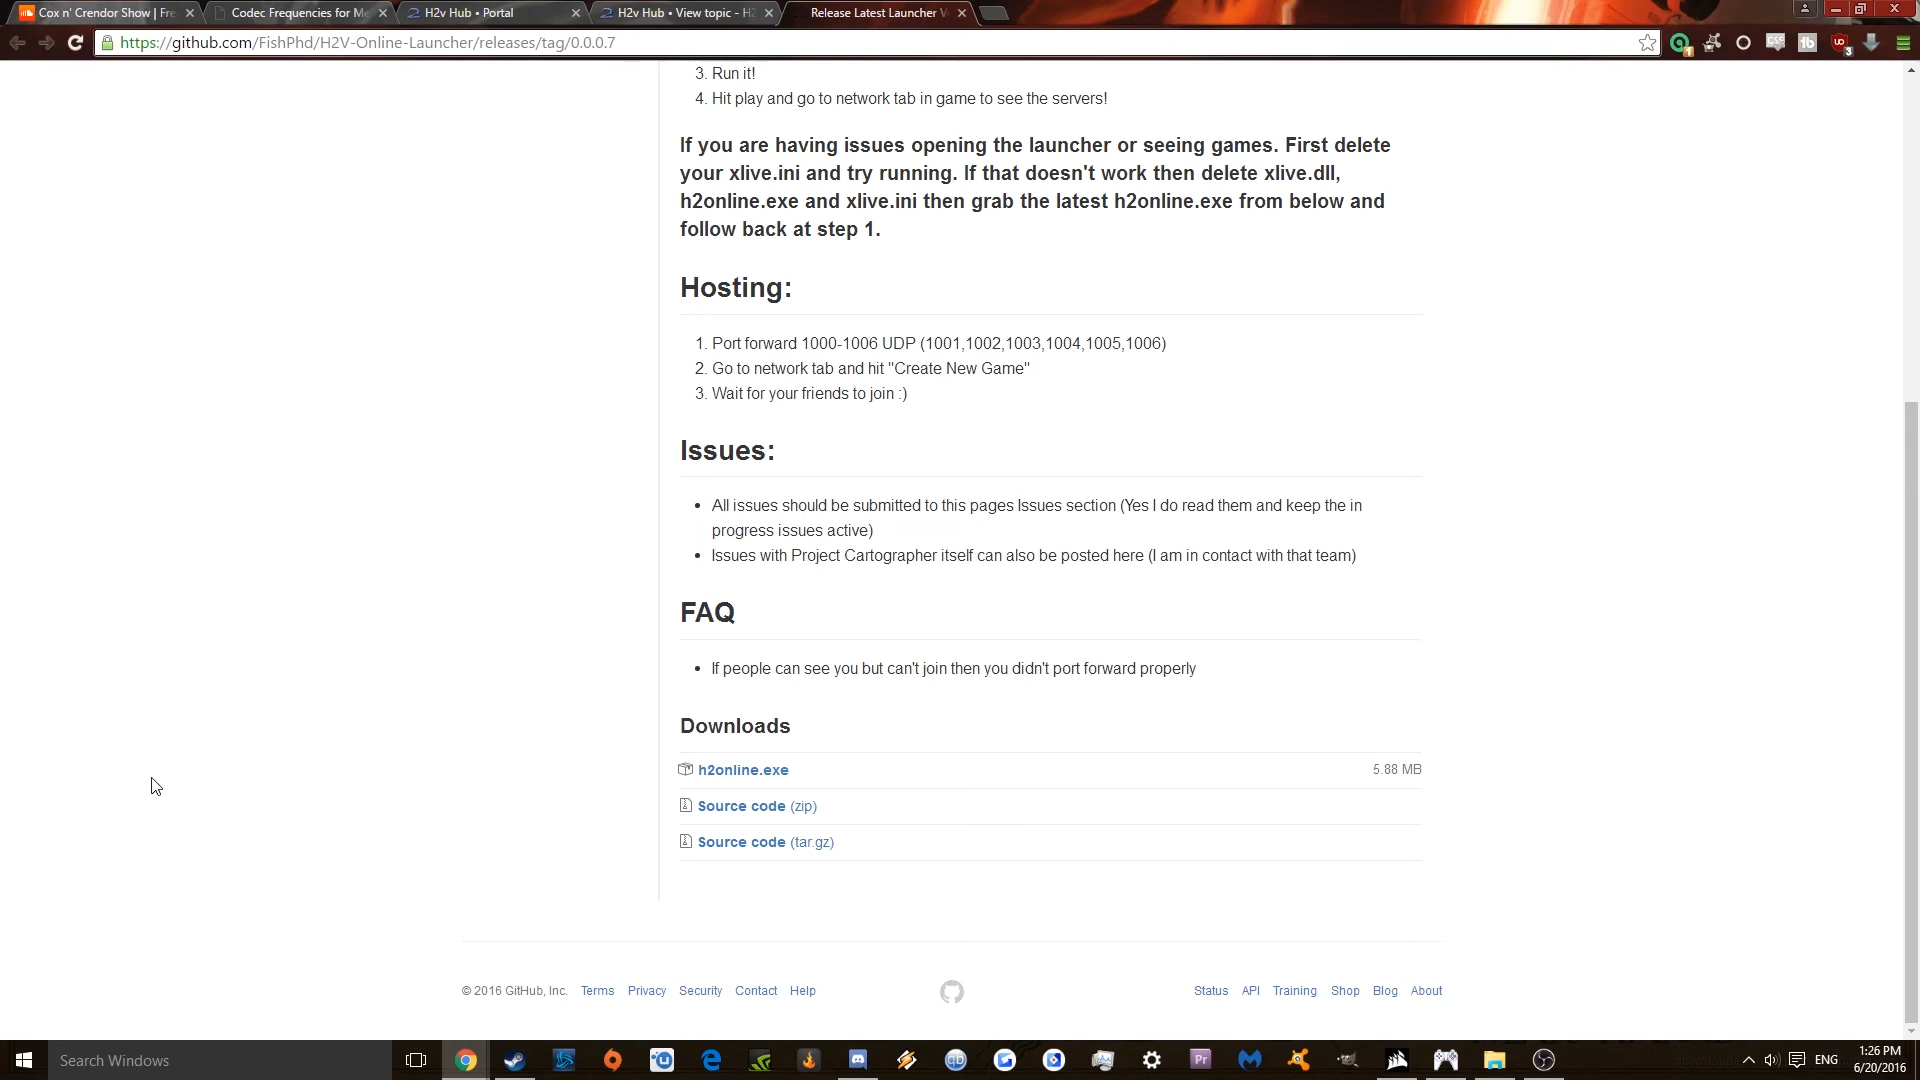 Cox n' Crendor Show | Fre
Codec Frequencies for Me
H2v Hub • Portal
H2v Hub • View topic - H2
Release Latest Launcher V
https://github.com/FishPhd/H2V-Online-Launcher/releases/tag/0.0.0.7
3. Run it!
4. Hit play and go to network tab in game to see the servers!
If you are having issues opening the launcher or seeing games. First delete
your xlive.ini and try running. If that doesn't work then delete xlive.dll,
h2online.exe and xlive.ini then grab the latest h2online.exe from below and
follow back at step 1.
Hosting:
1. Port forward 1000-1006 UDP (1001,1002,1003,1004,1005,1006)
2. Go to network tab and hit "Create New Game"
3. Wait for your friends to join :)
Issues:
• All issues should be submitted to this pages Issues section (Yes I do read them and keep the in
progress issues active)
• Issues with Project Cartographer itself can also be posted here (I am in contact with that team)
FAQ
• If people can see you but can't join then you didn't port forward properly
Downloads
h2online.exe 5.88 MB
Source code (zip)
Source code (tar.gz)
© 2016 GitHub, Inc. Terms Privacy Security Contact Help
Status API Training Shop Blog About
Search Windows
ENG
1:26 PM
6/20/2016